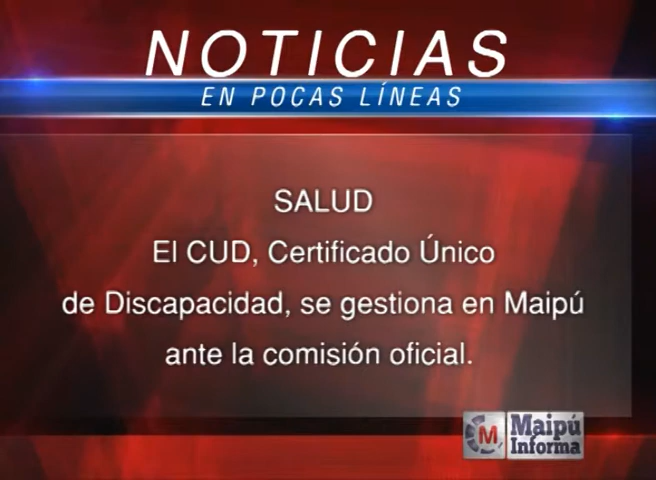 NOTICIAS
EN POCAS LÍNEAS
SALUD
El CUD, Certificado Único
de Discapacidad, se gestiona en Maipú
ante la comisión oficial.
M
Maipú
Informa